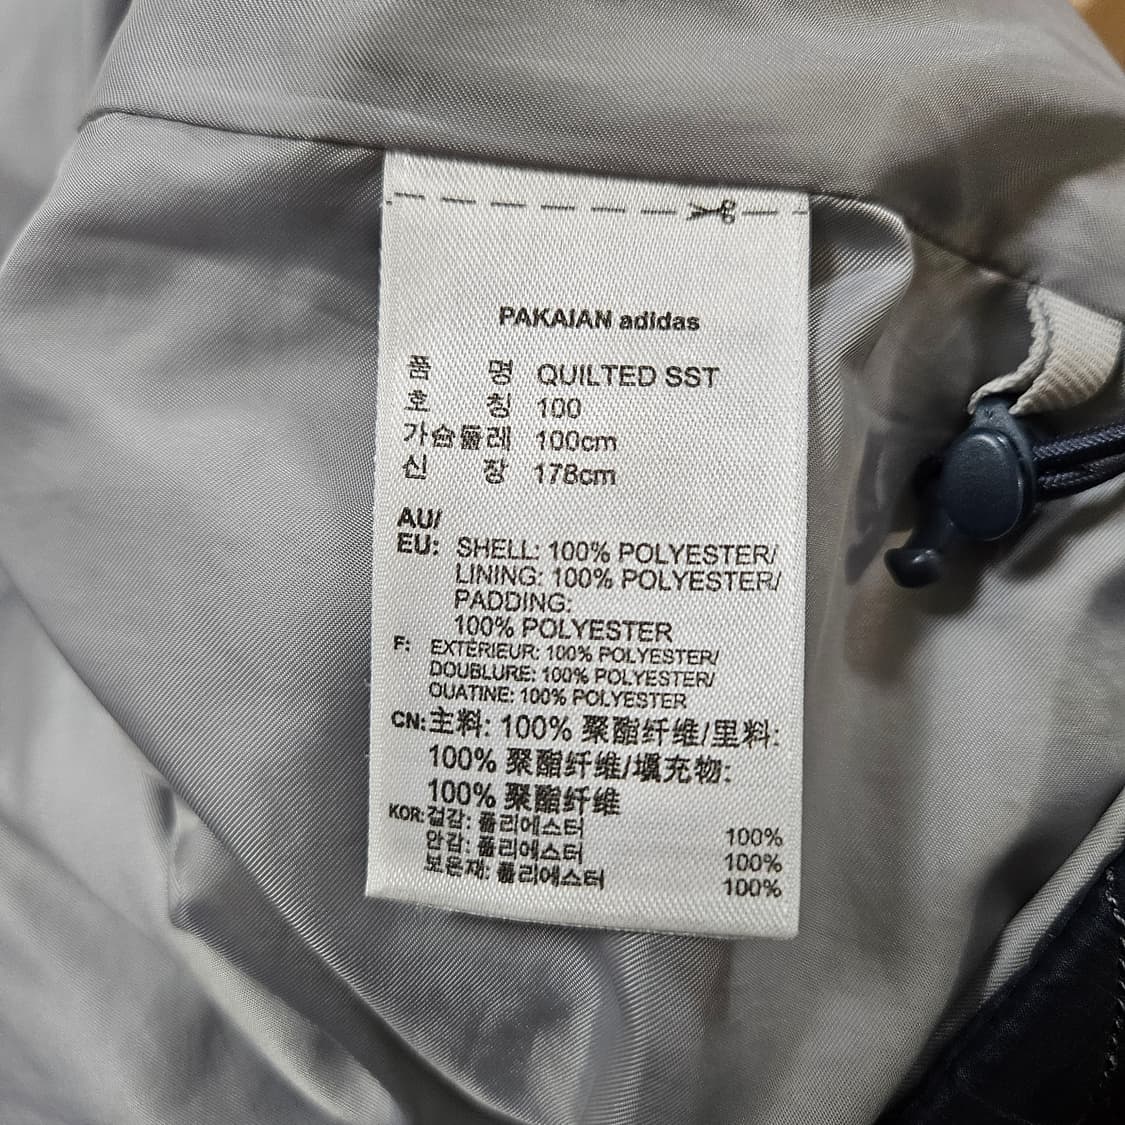 PAKAIAN adidas
품 명 QUILTED SST
호 칭 100
가슴둘레 100cm
신 장 178cm
AU/
EU: SHELL: 100% POLYESTER/
LINING: 100% POLYESTER/
PADDING:
100% POLYESTER
F: EXTÉRIEUR: 100% POLYESTER/
DOUBLURE: 100% POLYESTER/
OUATINE: 100% POLYESTER
CN: 主料: 100% 聚酯纤维/里料:
100% 聚酯纤维/填充物:
100% 聚酯纤维
KOR: 겉감: 폴리에스터 100%
안감: 폴리에스터 100%
보온재: 폴리에스터 100%